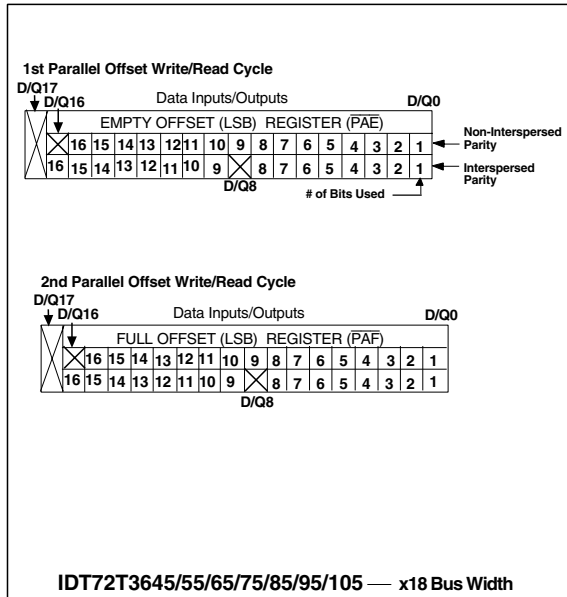 1st Parallel Offset Write/Read Cycle
D/Q17
D/Q16 Data Inputs/Outputs D/Q0
EMPTY OFFSET (LSB) REGISTER (PAE)
16 15 14 13 12 11 10 9 8 7 6 5 4 3 2 1 Non-Interspersed Parity
16 15 14 13 12 11 10 9 8 7 6 5 4 3 2 1 Interspersed Parity
D/Q8
# of Bits Used
2nd Parallel Offset Write/Read Cycle
D/Q17
D/Q16 Data Inputs/Outputs D/Q0
FULL OFFSET (LSB) REGISTER (PAF)
16 15 14 13 12 11 10 9 8 7 6 5 4 3 2 1
16 15 14 13 12 11 10 9 8 7 6 5 4 3 2 1
D/Q8
IDT72T3645/55/65/75/85/95/105 — x18 Bus Width